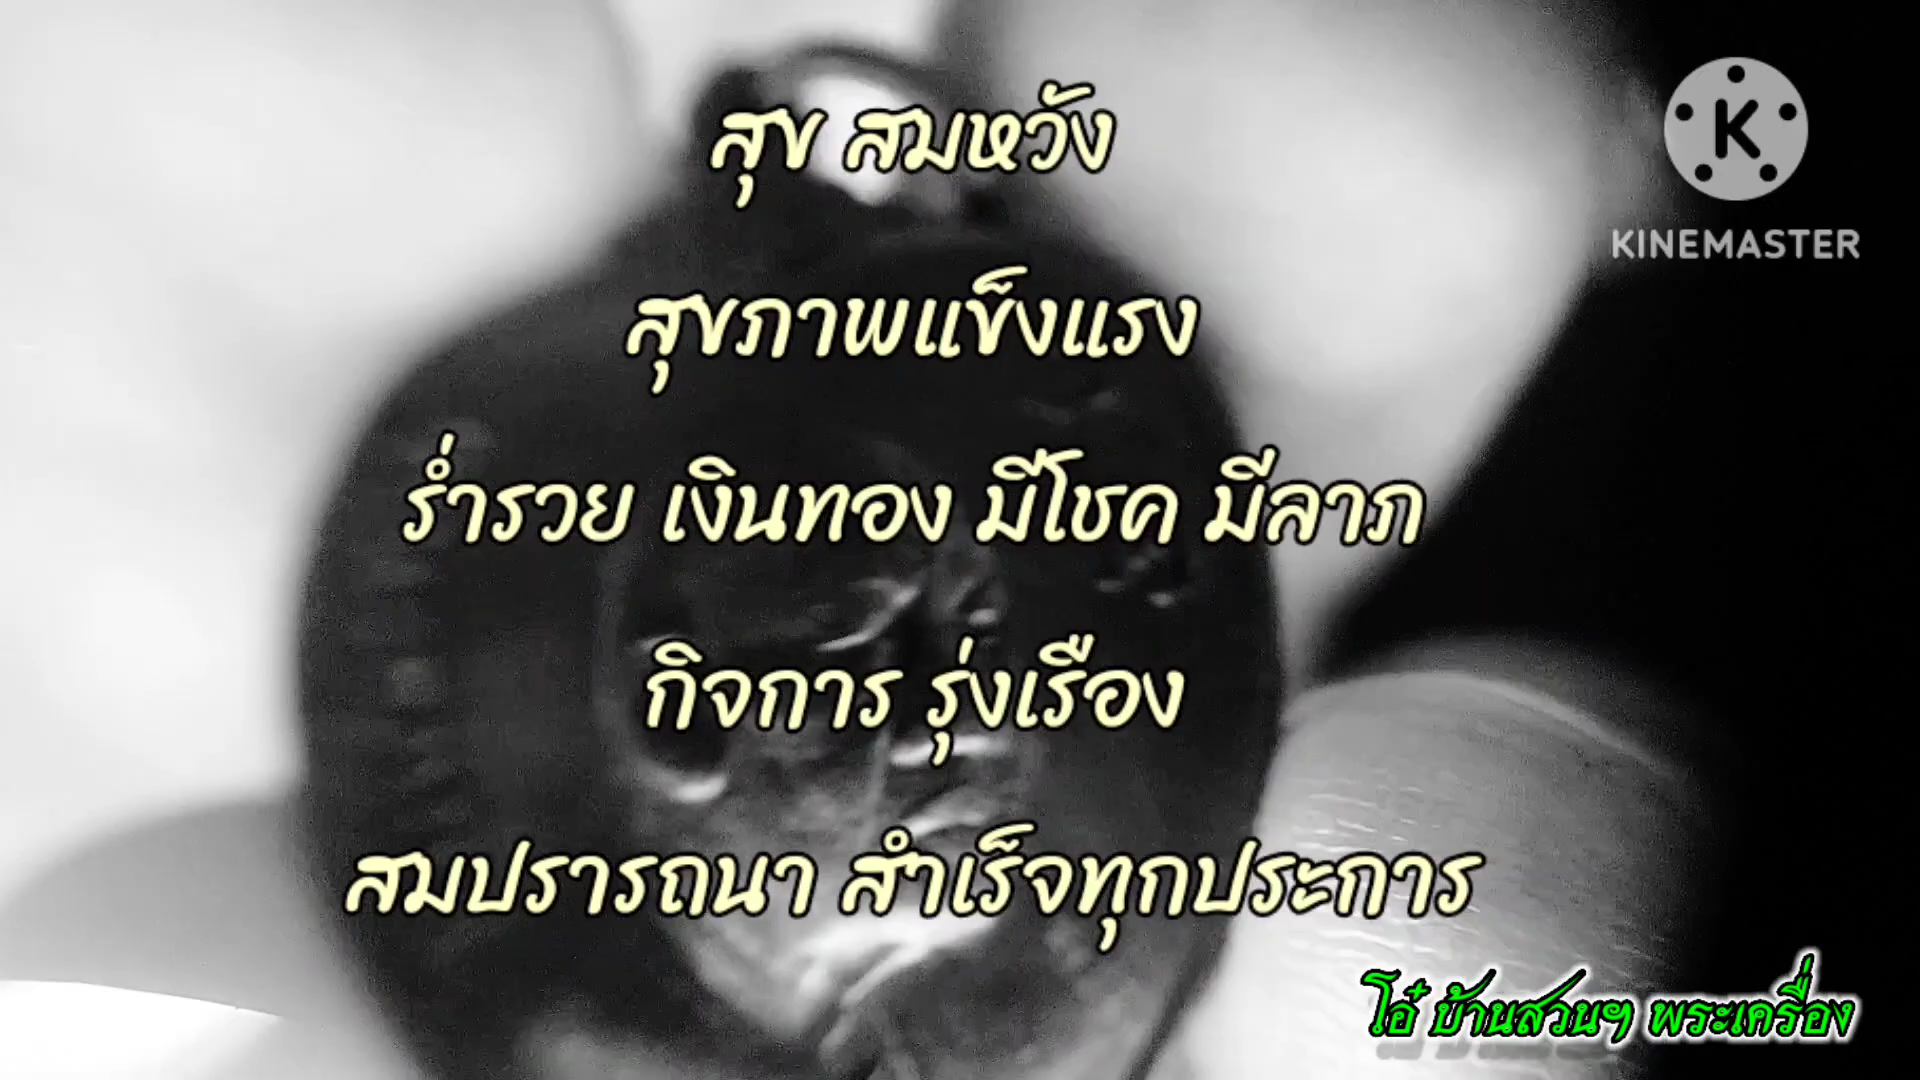 สุข สมหวัง
K
KINEMASTER
สุขภาพแข็งแรง
ร่ำรวย เงินทอง มีโชค มีลาภ
กิจการ รุ่งเรือง
สมปรารถนา สำเร็จทุกประการ
โอ๋ บ้านสวนฯ พระเครื่อง